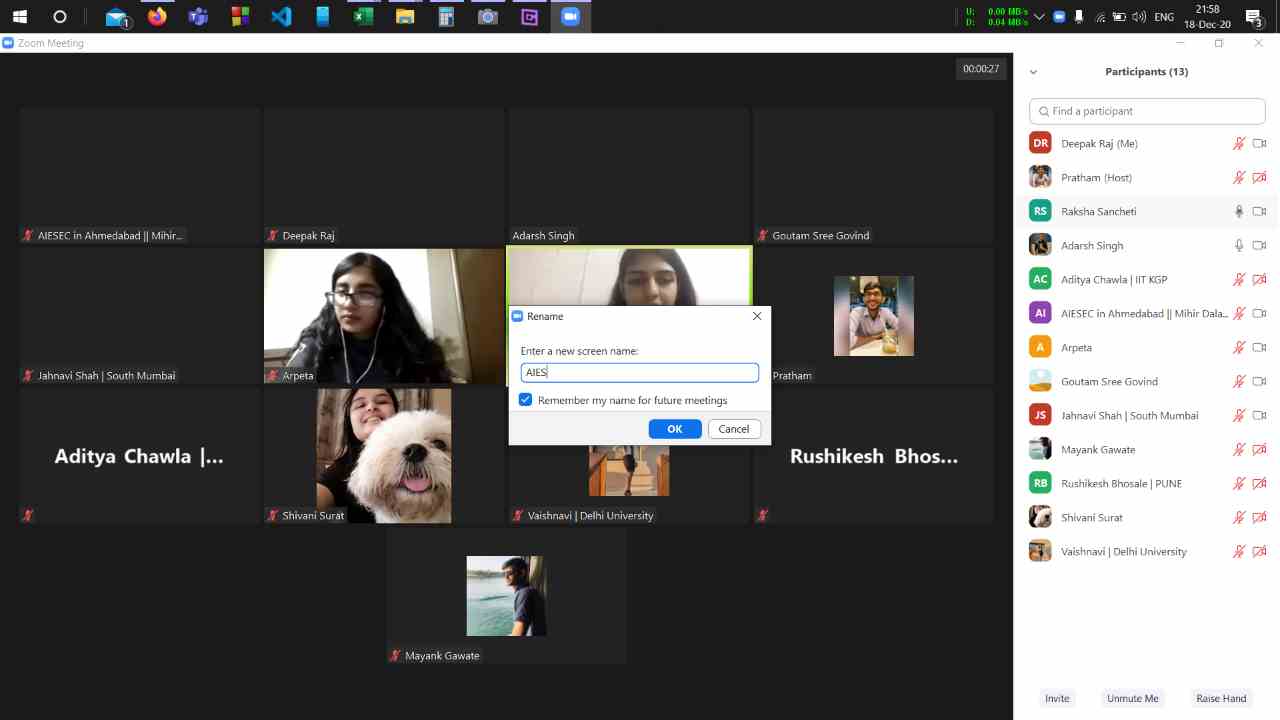 1
U: 0.00 MB/s
D: 0.04 MB/s
ENG
21:58
18-Dec-20
3
Zoom Meeting
00:00:27
AIESEC in Ahmedabad || Mihir...
Deepak Raj
Adarsh Singh
Goutam Sree Govind
Jahnavi Shah | South Mumbai
Arpeta
Pratham
Rename
Enter a new screen name:
AIES
Remember my name for future meetings
OK
Cancel
Aditya Chawla |...
Shivani Surat
Vaishnavi | Delhi University
Rushikesh Bhos...
Mayank Gawate
Participants (13)
Find a participant
DR Deepak Raj (Me)
Pratham (Host)
RS Raksha Sancheti
Adarsh Singh
AC Aditya Chawla | IIT KGP
AI AIESEC in Ahmedabad || Mihir Dala...
A Arpeta
Goutam Sree Govind
JS Jahnavi Shah | South Mumbai
Mayank Gawate
RB Rushikesh Bhosale | PUNE
Shivani Surat
Vaishnavi | Delhi University
Invite
Unmute Me
Raise Hand